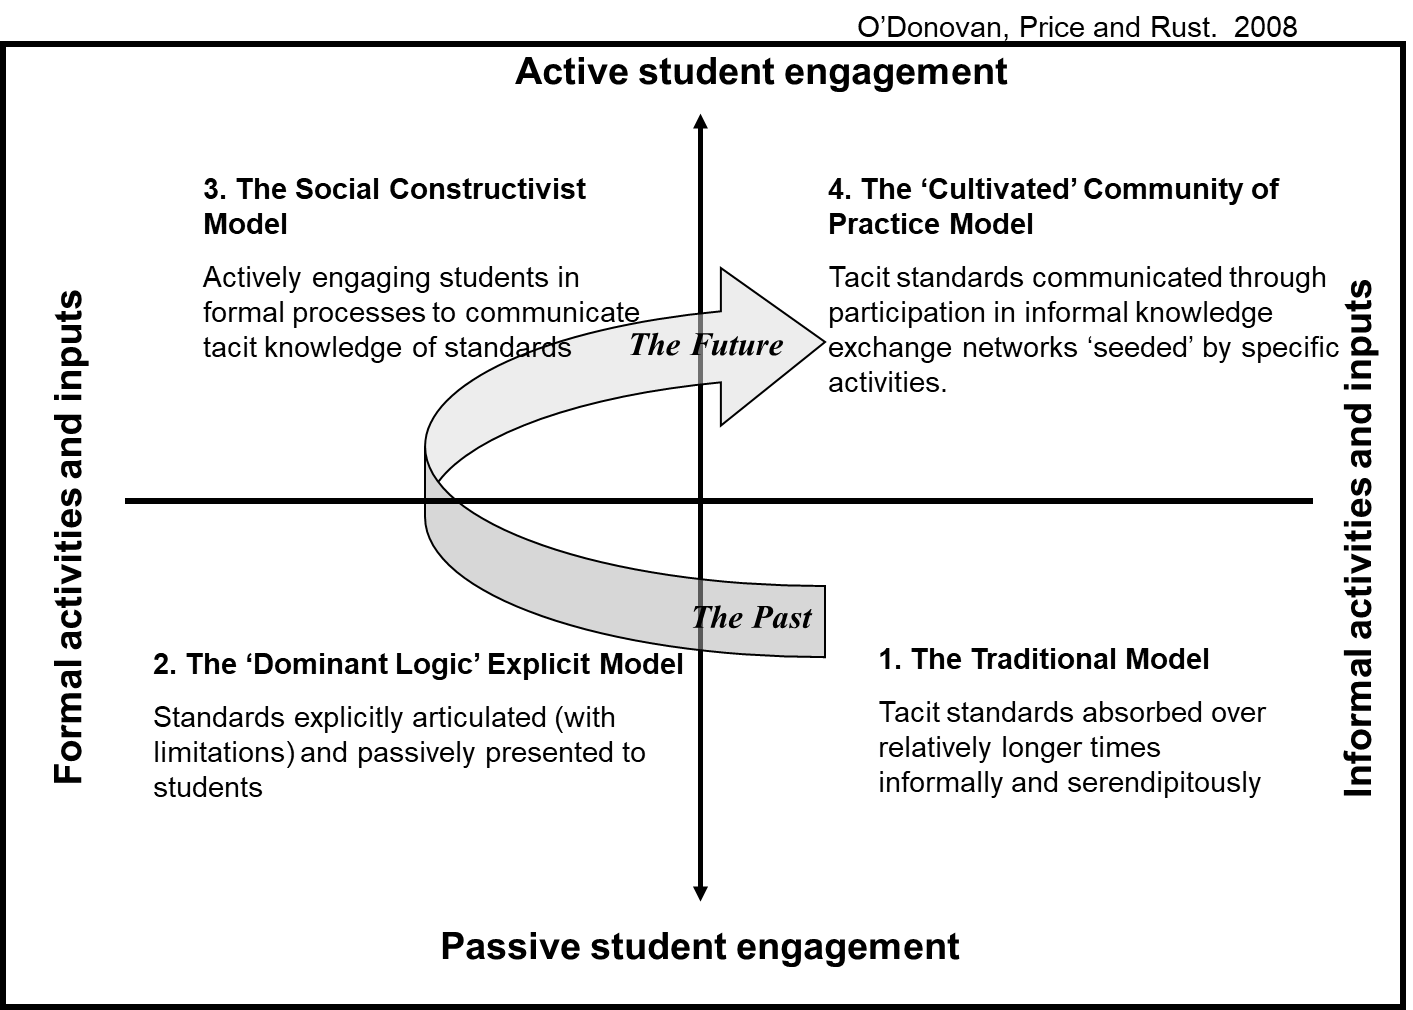 O’Donovan, Price and Rust.  2008
Active student engagement
3. The Social Constructivist
Model
Actively engaging students in
formal processes to communicate
tacit knowledge of standards
4. The ‘Cultivated’ Community of
Practice Model
Tacit standards communicated through
participation in informal knowledge
exchange networks ‘seeded’ by specific
activities.
The Future
Formal activities and inputs
Informal activities and inputs
The Past
2. The ‘Dominant Logic’ Explicit Model
Standards explicitly articulated (with
limitations) and passively presented to
students
1. The Traditional Model
Tacit standards absorbed over
relatively longer times
informally and serendipitously
Passive student engagement